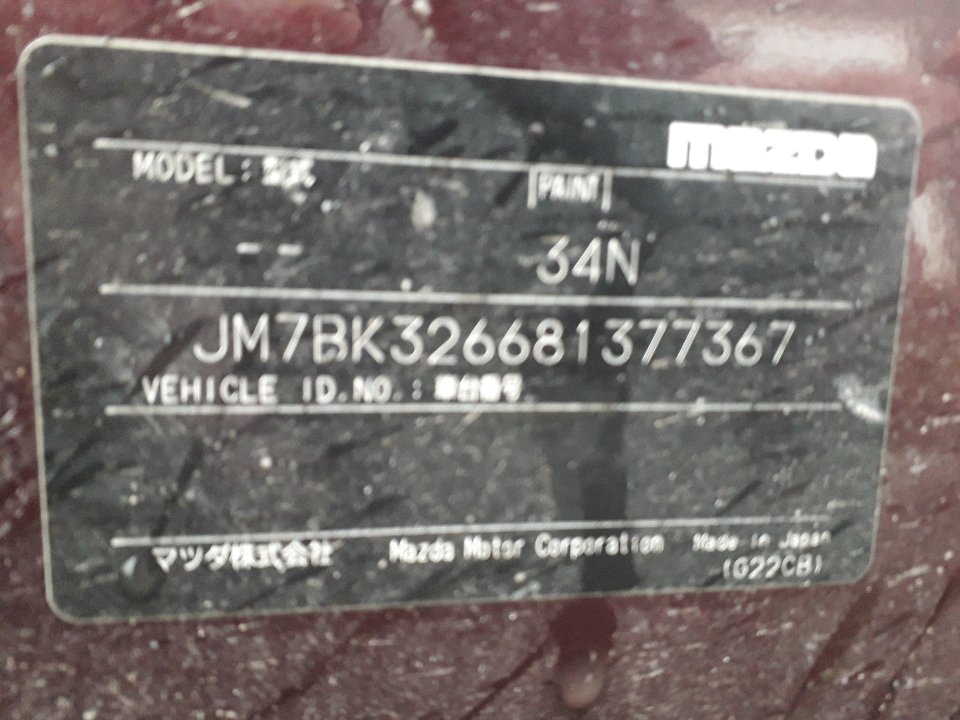 mazda
MODEL：型式
PAINT
-- 34N
JM7BK326681377367
VEHICLE ID.NO.：車台番号
マツダ株式会社 Mazda Motor Corporation Made in Japan
(G22CB)